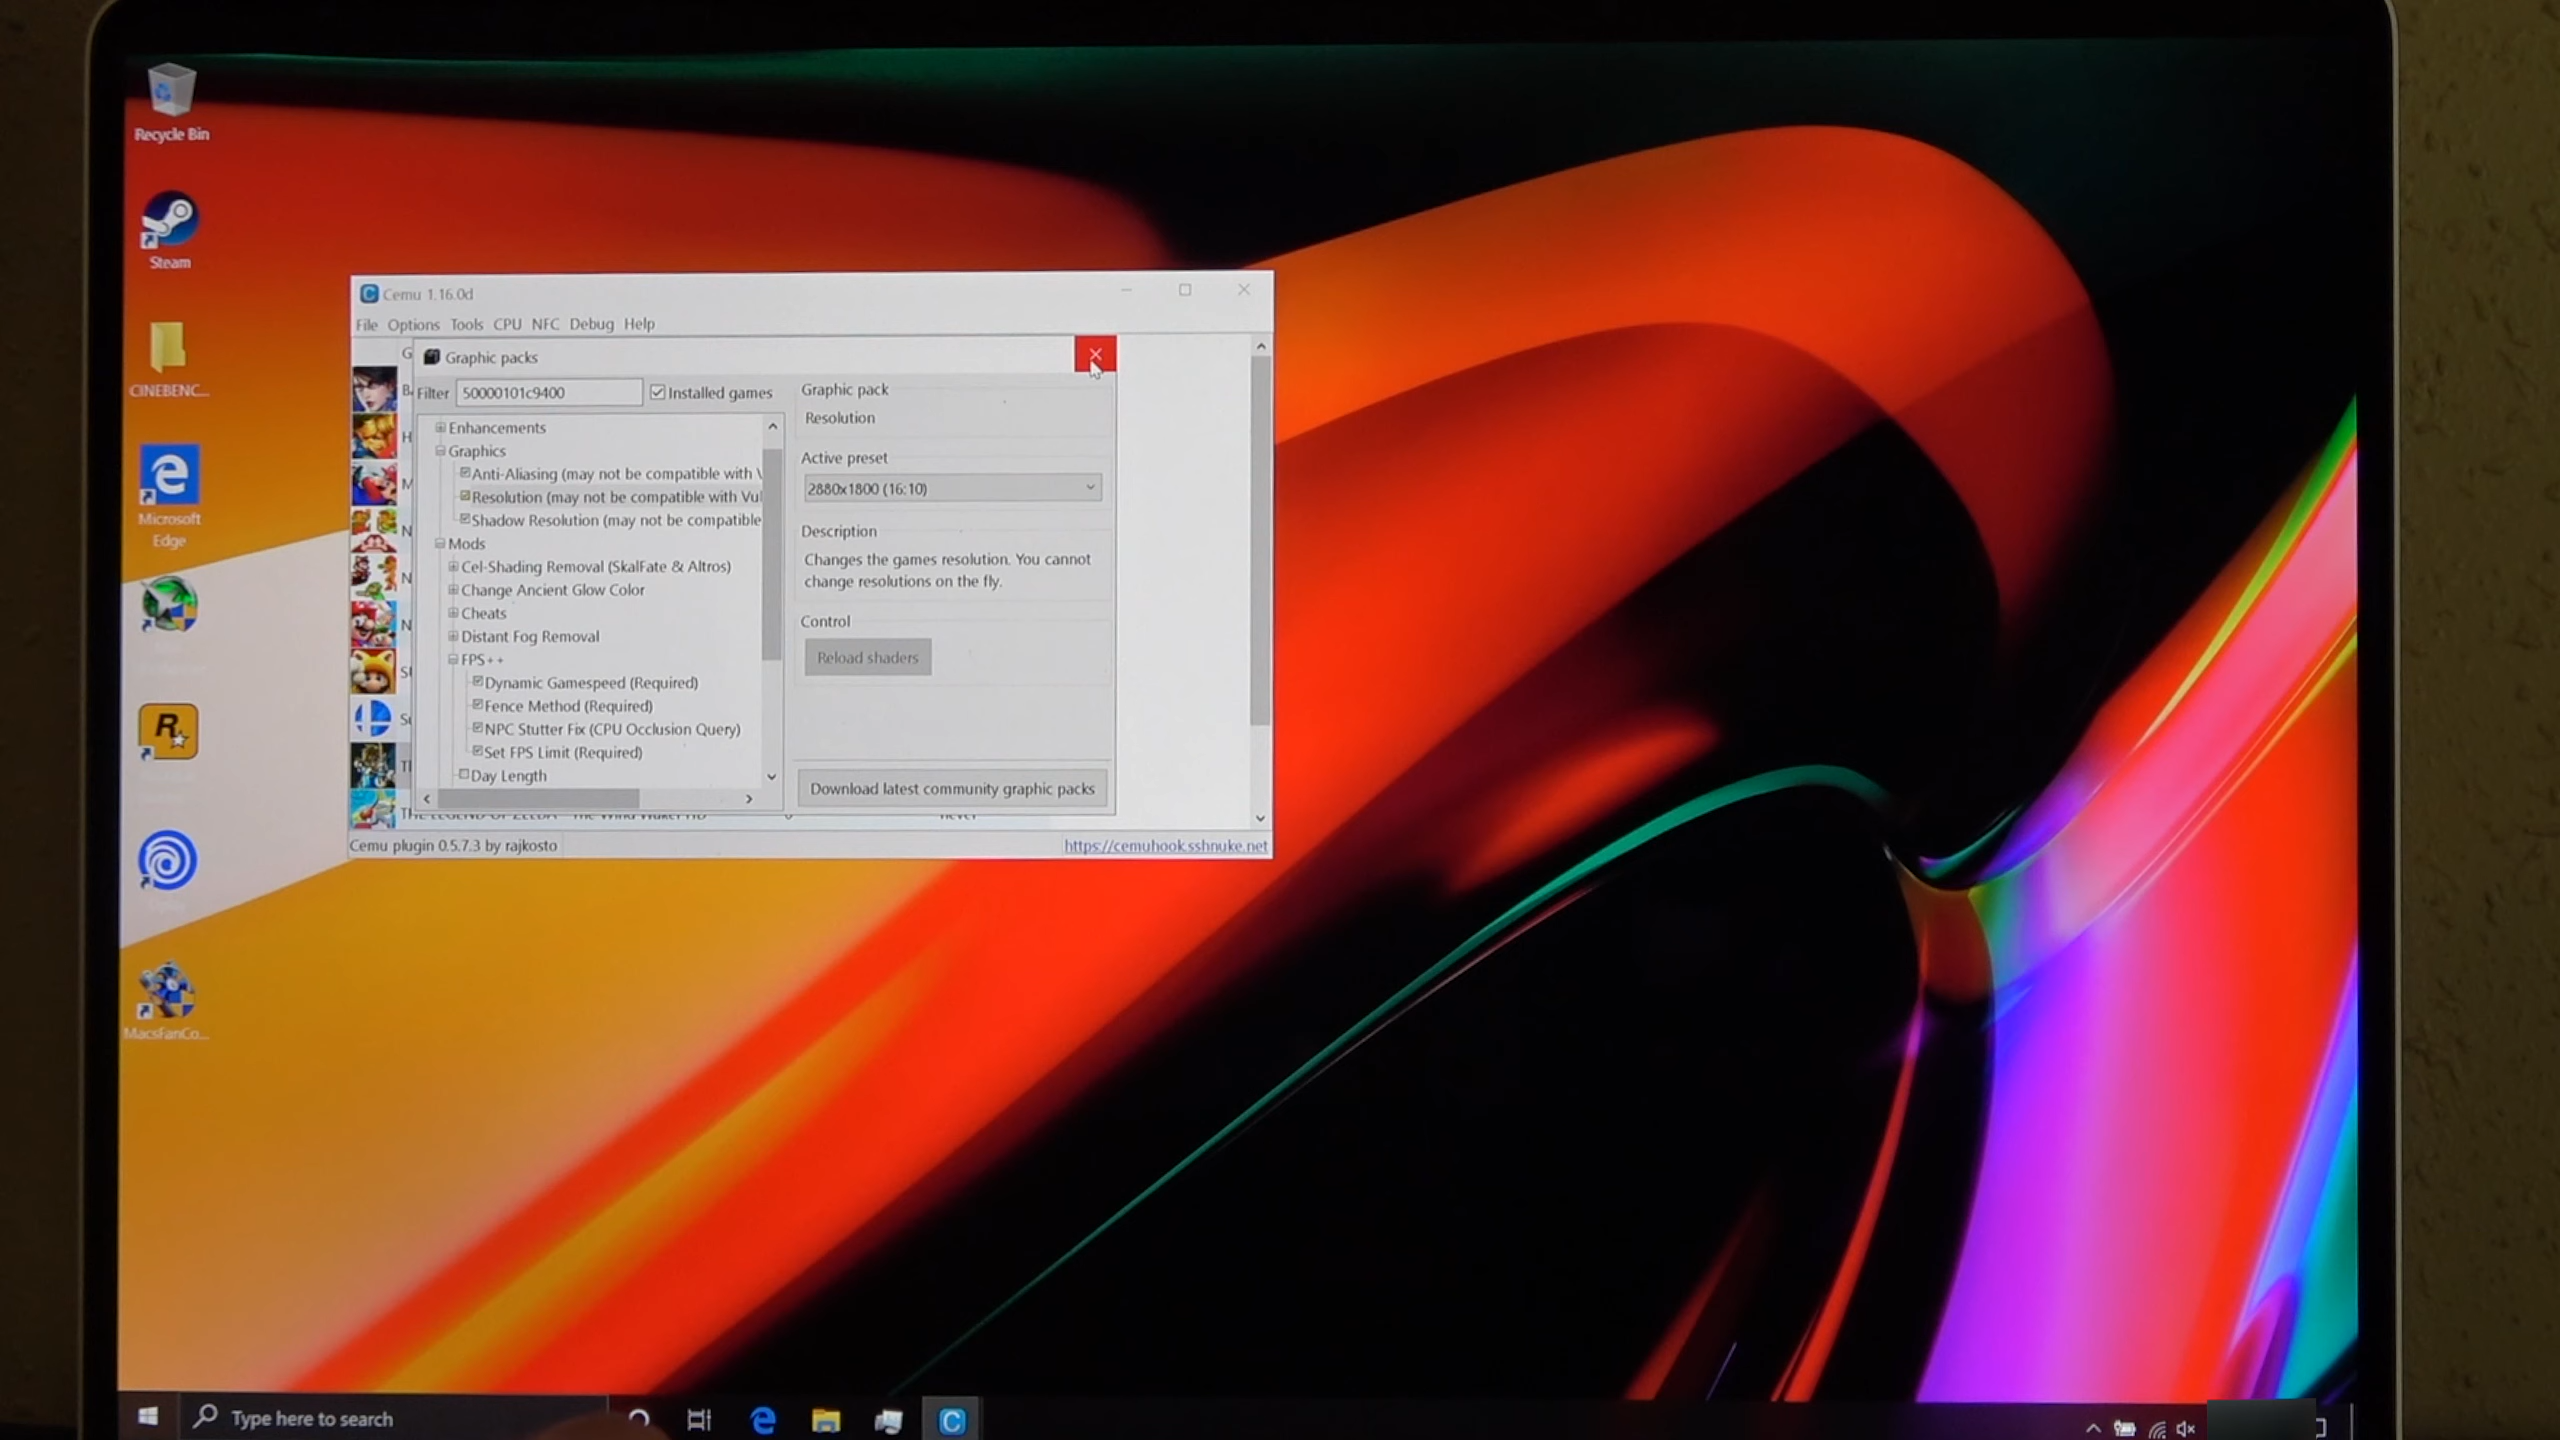 Recycle Bin
Steam
CINEBENC...
Microsoft
Edge
MacsFanCo...
Cemu 1.16.0d
File Options Tools CPU NFC Debug Help
Graphic packs
Filter 50000101c9400 Installed games
Enhancements
Graphics
Anti-Aliasing (may not be compatible with V
Resolution (may not be compatible with Vul
Shadow Resolution (may not be compatible
Mods
Cel-Shading Removal (SkalFate & Altros)
Change Ancient Glow Color
Cheats
Distant Fog Removal
FPS++
Dynamic Gamespeed (Required)
Fence Method (Required)
NPC Stutter Fix (CPU Occlusion Query)
Set FPS Limit (Required)
Day Length
Graphic pack
Resolution
Active preset
2880x1800 (16:10)
Description
Changes the games resolution. You cannot
change resolutions on the fly.
Control
Reload shaders
Download latest community graphic packs
Cemu plugin 0.5.7.3 by rajkosto
https://cemuhook.sshnuke.net
Type here to search